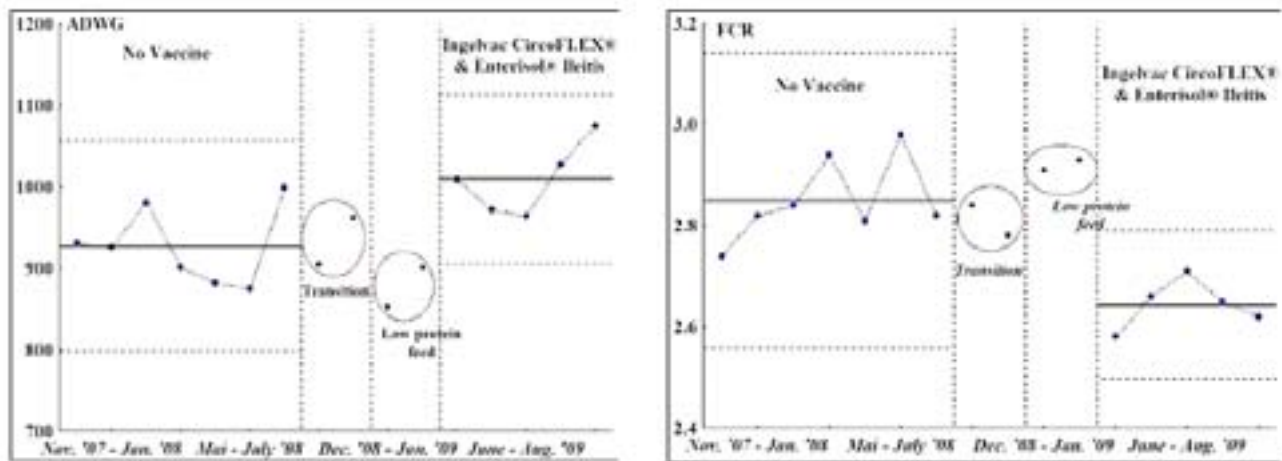 1200
ADWG
No Vaccine
Ingelvac CircoFLEX®
& Enterisol® Ileitis
1100
1000
900
Transition
Low protein
feed
800
700
Nov. '07 - Jan. '08 Mai - July '08 Dec. '08 - Jan. '09 June - Aug. '09
3.2
FCR
No Vaccine
Ingelvac CircoFLEX®
& Enterisol® Ileitis
3.0
Low protein
feed
2.8
Transition
2.6
2.4
Nov. '07 - Jan. '08 Mai - July '08 Dec. '08 - Jan. '09 June - Aug. '09